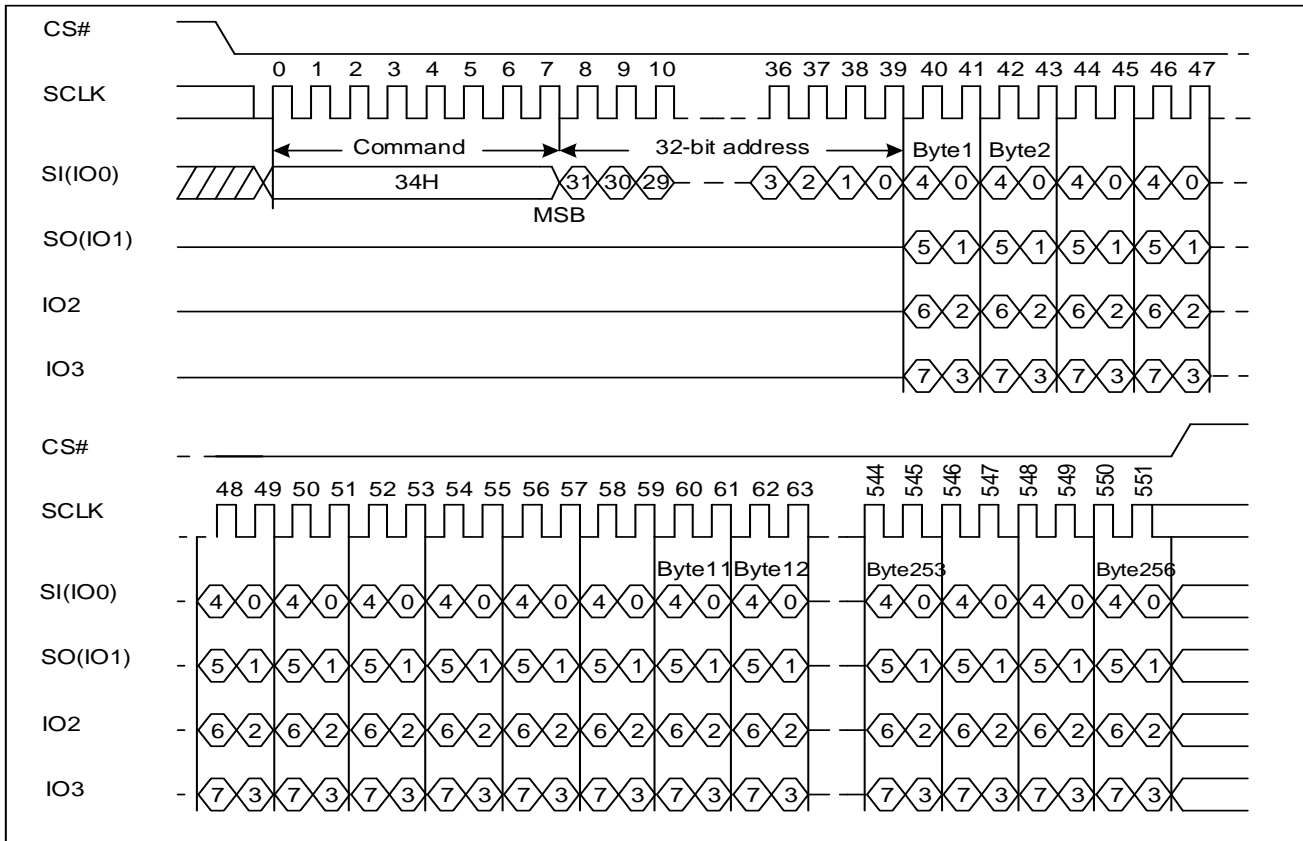 CS#
0 1 2 3 4 5 6 7 8 9 10 36 37 38 39 40 41 42 43 44 45 46 47
SCLK
Command 32-bit address Byte1 Byte2
SI(IO0) 34H 31 30 29 3 2 1 0 4 0 4 0 4 0 4 0
MSB
SO(IO1) 5 1 5 1 5 1 5 1
IO2 6 2 6 2 6 2 6 2
IO3 7 3 7 3 7 3 7 3
CS#
48 49 50 51 52 53 54 55 56 57 58 59 60 61 62 63 544 545 546 547 548 549 550 551
SCLK
Byte11 Byte12 Byte253 Byte256
SI(IO0) 4 0 4 0 4 0 4 0 4 0 4 0 4 0 4 0 4 0 4 0 4 0 4 0
SO(IO1) 5 1 5 1 5 1 5 1 5 1 5 1 5 1 5 1 5 1 5 1 5 1 5 1
IO2 6 2 6 2 6 2 6 2 6 2 6 2 6 2 6 2 6 2 6 2 6 2 6 2
IO3 7 3 7 3 7 3 7 3 7 3 7 3 7 3 7 3 7 3 7 3 7 3 7 3